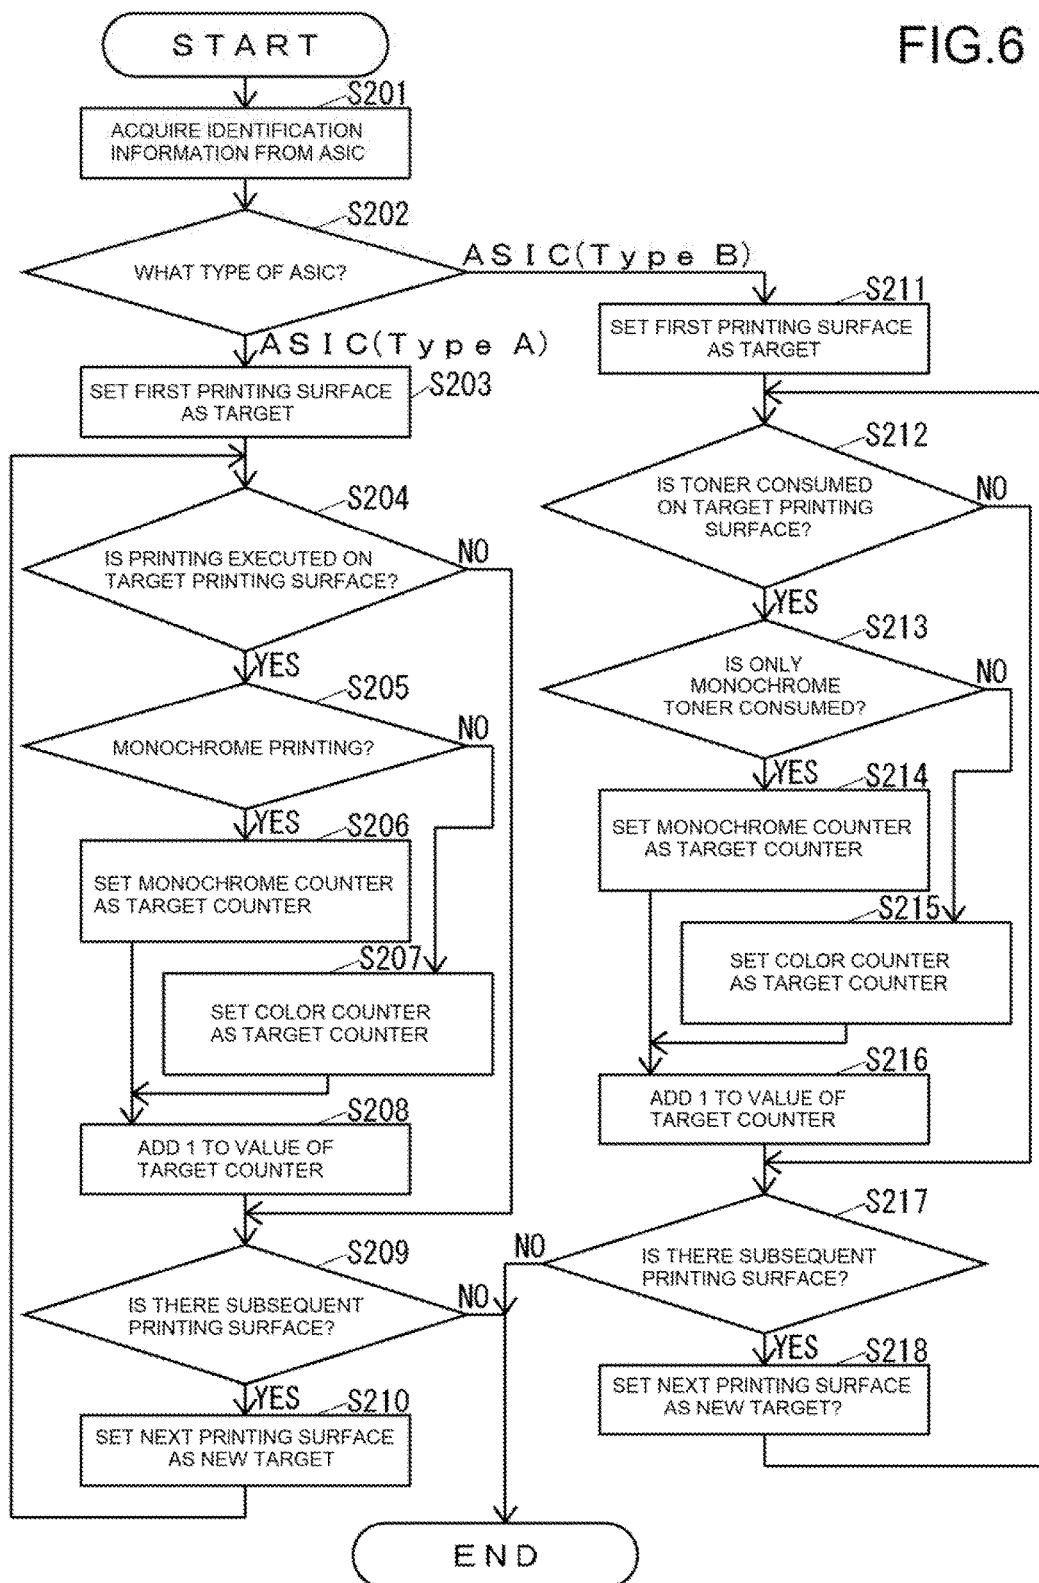 FIG.6
START
S201
ACQUIRE IDENTIFICATION
INFORMATION FROM ASIC
S202
WHAT TYPE OF ASIC?
ASIC(Type B)
ASIC(Type A)
S203
SET FIRST PRINTING SURFACE
AS TARGET
S204
IS PRINTING EXECUTED ON
TARGET PRINTING SURFACE?
NO
YES
S205
MONOCHROME PRINTING?
NO
YES
S206
SET MONOCHROME COUNTER
AS TARGET COUNTER
S207
SET COLOR COUNTER
AS TARGET COUNTER
S208
ADD 1 TO VALUE OF
TARGET COUNTER
S209
IS THERE SUBSEQUENT
PRINTING SURFACE?
NO
YES
S210
SET NEXT PRINTING SURFACE
AS NEW TARGET
S211
SET FIRST PRINTING SURFACE
AS TARGET
S212
IS TONER CONSUMED
ON TARGET PRINTING
SURFACE?
NO
YES
S213
IS ONLY
MONOCHROME
TONER CONSUMED?
NO
YES
S214
SET MONOCHROME COUNTER
AS TARGET COUNTER
S215
SET COLOR COUNTER
AS TARGET COUNTER
S216
ADD 1 TO VALUE OF
TARGET COUNTER
S217
IS THERE SUBSEQUENT
PRINTING SURFACE?
NO
YES
S218
SET NEXT PRINTING SURFACE
AS NEW TARGET?
END